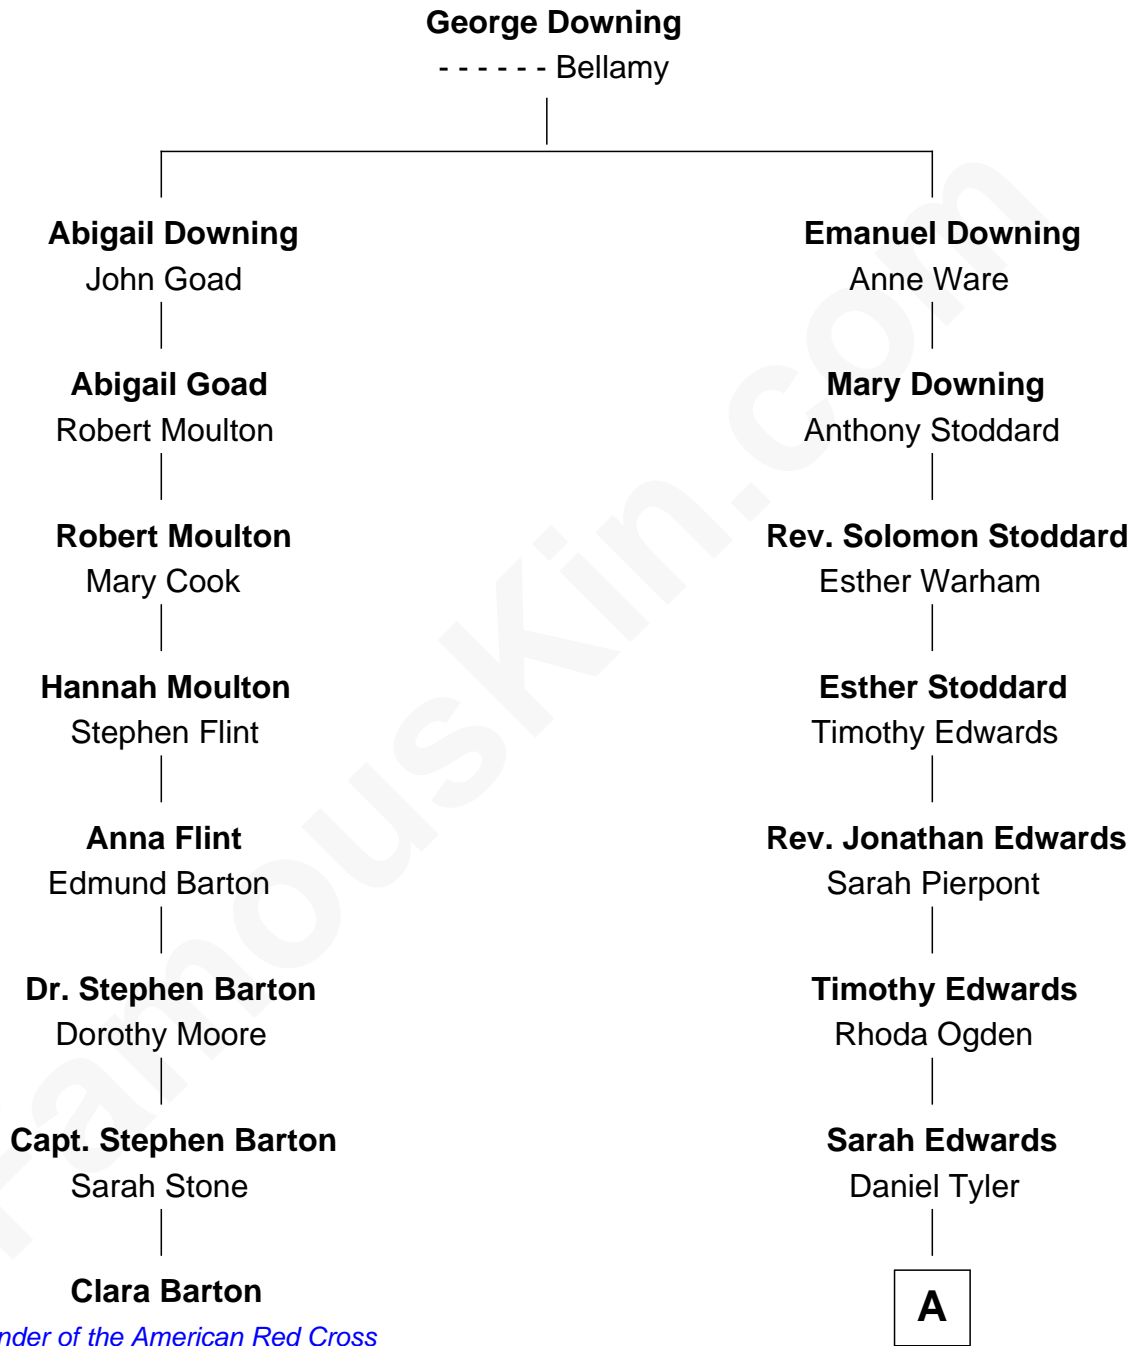 George Downing
- - - - - - Bellamy
Abigail Downing
John Goad
Emanuel Downing
Anne Ware
Abigail Goad
Robert Moulton
Mary Downing
Anthony Stoddard
Robert Moulton
Mary Cook
Rev. Solomon Stoddard
Esther Warham
Hannah Moulton
Stephen Flint
Esther Stoddard
Timothy Edwards
Anna Flint
Edmund Barton
Rev. Jonathan Edwards
Sarah Pierpont
Dr. Stephen Barton
Dorothy Moore
Timothy Edwards
Rhoda Ogden
Capt. Stephen Barton
Sarah Stone
Sarah Edwards
Daniel Tyler
Clara Barton
nder of the American Red Cross
A
FamousKin.com